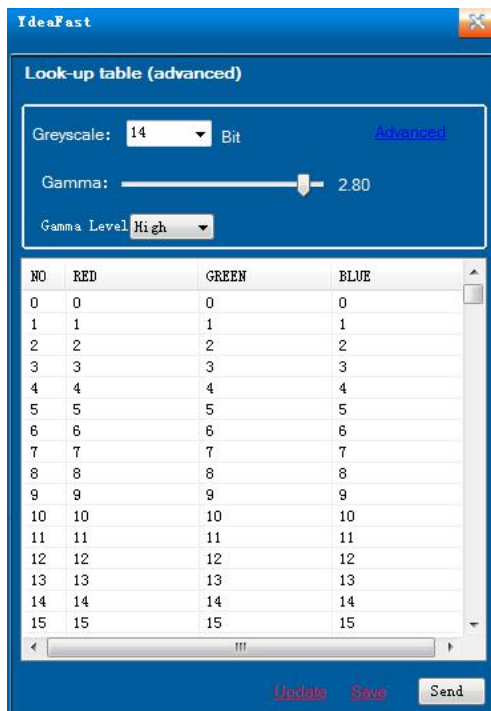 YdeaFast
Look-up table (advanced)
Greyscale: 14 Bit Advanced
Gamma: 2.80
Gamma Level High
NO RED GREEN BLUE
0 0 0 0
1 1 1 1
2 2 2 2
3 3 3 3
4 4 4 4
5 5 5 5
6 6 6 6
7 7 7 7
8 8 8 8
9 9 9 9
10 10 10 10
11 11 11 11
12 12 12 12
13 13 13 13
14 14 14 14
15 15 15 15
Update Save Send